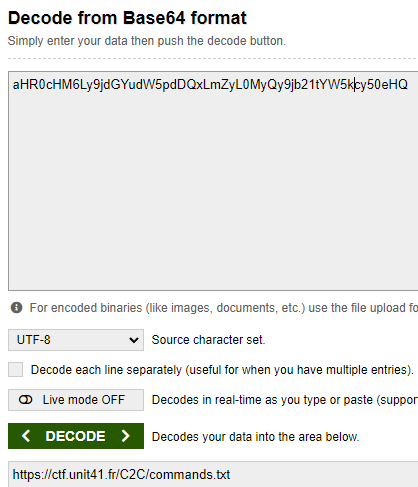 Decode from Base64 format
Simply enter your data then push the decode button.
aHR0cHM6Ly9jdGYudW5pdDQxLmZyL0MyQy9jb21tYW5kcy50eHQ
For encoded binaries (like images, documents, etc.) use the file upload fo
UTF-8 Source character set.
Decode each line separately (useful for when you have multiple entries).
Live mode OFF Decodes in real-time as you type or paste (suppor
DECODE Decodes your data into the area below.
https://ctf.unit41.fr/C2C/commands.txt